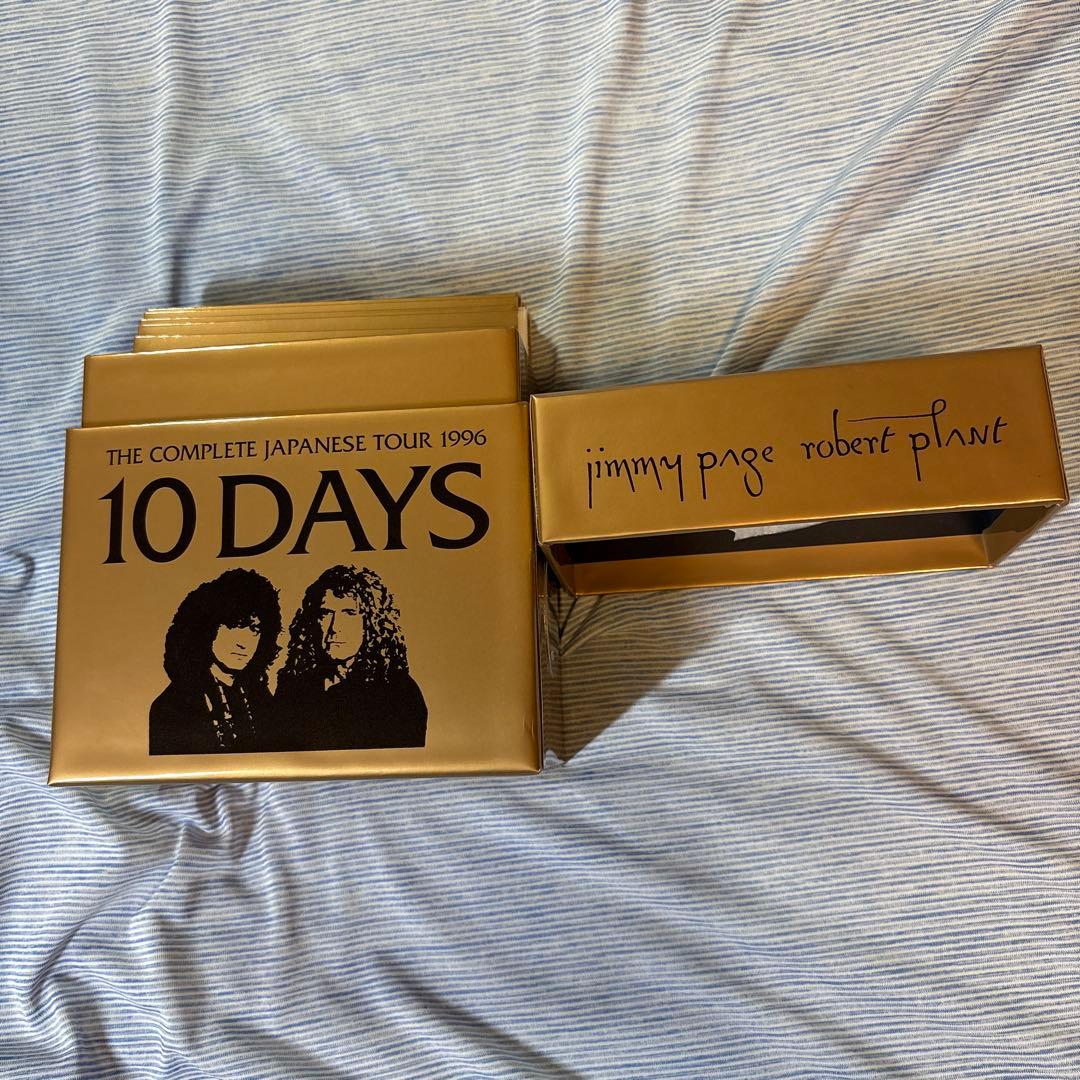 THE COMPLETE JAPANESE TOUR 1996
10 DAYS
jimmy page robert plant